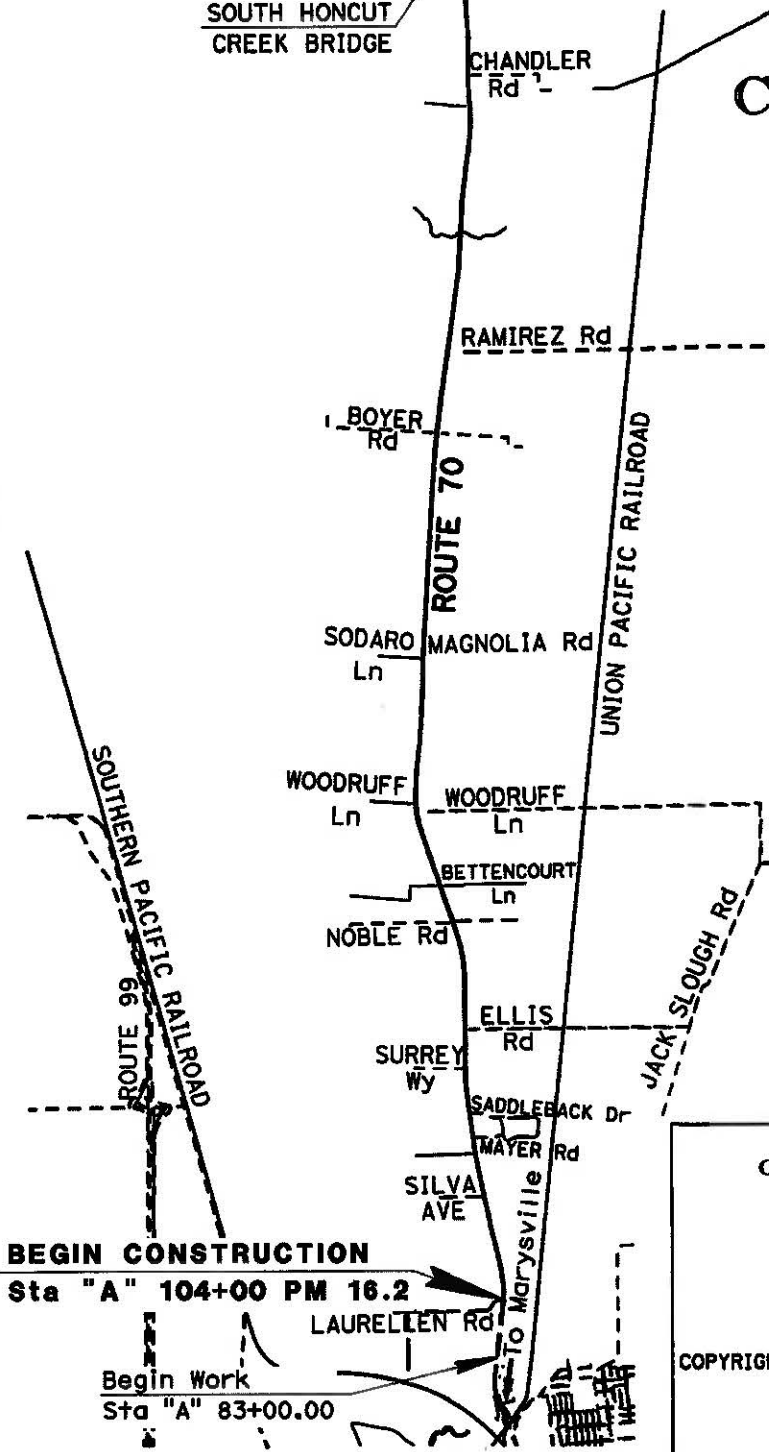 SOUTH HONCUT
CREEK BRIDGE
CHANDLER
Rd
C
RAMIREZ Rd
BOYER
Rd
ROUTE 70
UNION PACIFIC RAILROAD
SODARO
Ln
MAGNOLIA Rd
SOUTHERN PACIFIC RAILROAD
WOODRUFF
Ln
WOODRUFF
Ln
BETTENCOURT
Ln
NOBLE Rd
JACK SLOUGH Rd
ROUTE 99
ELLIS
Rd
SURREY
Wy
SADDLEBACK Dr
MAYER Rd
SILVA
AVE
To Marysville
BEGIN CONSTRUCTION
Sta "A" 104+00 PM 16.2
LAURELLEN Rd
Begin Work
Sta "A" 83+00.00
COPYRIG